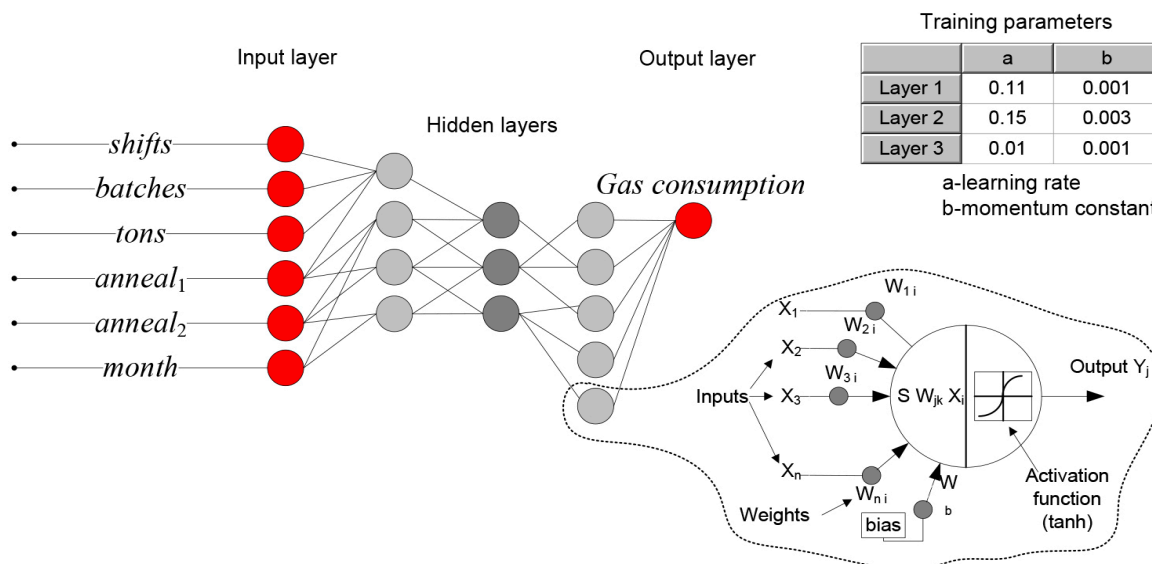 Training parameters
a b
Layer 1 0.11 0.001
Layer 2 0.15 0.003
Layer 3 0.01 0.001
a-learning rate
b-momentum constant
Input layer
Output layer
Hidden layers
shifts
batches
tons
anneal1
anneal2
month
Gas consumption
X1
W1 i
X2
W2 i
Inputs
X3
W3 i
Xn
Wn i
Weights
S Wjk Xi
Output Yj
W
b
bias
Activation
function
(tanh)